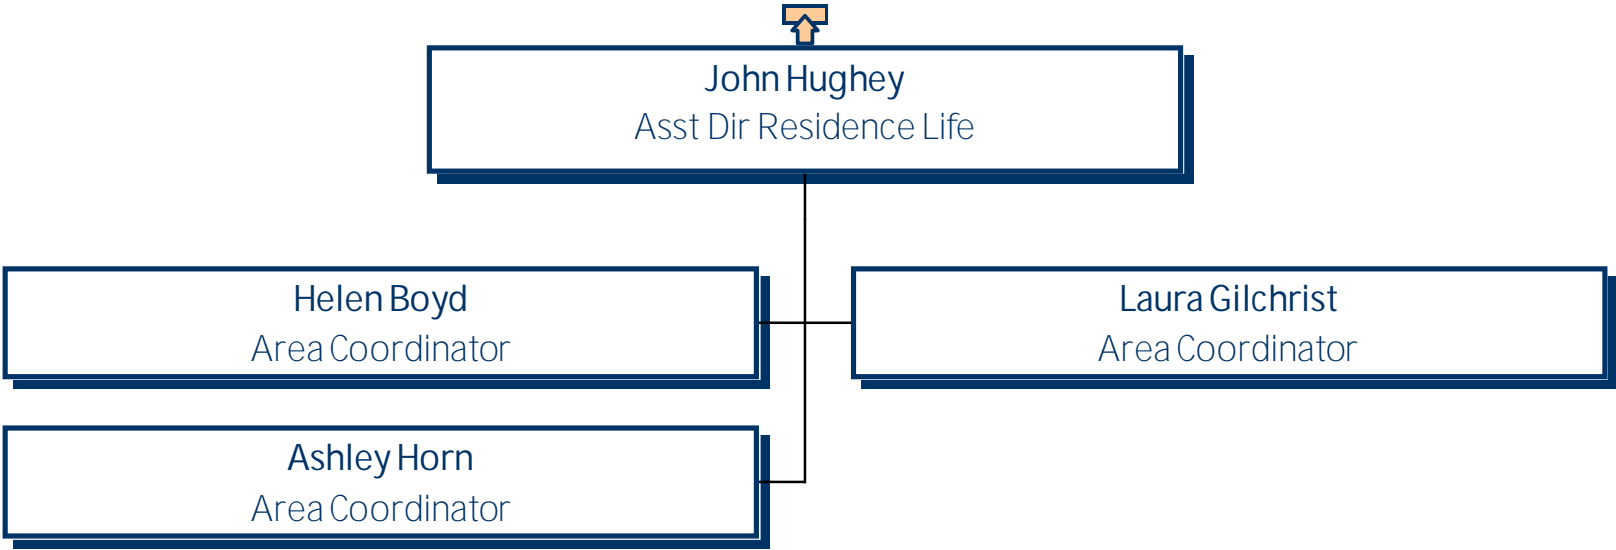 John Hughey
Asst Dir Residence Life
Helen Boyd
Area Coordinator
Laura Gilchrist
Area Coordinator
Ashley Horn
Area Coordinator